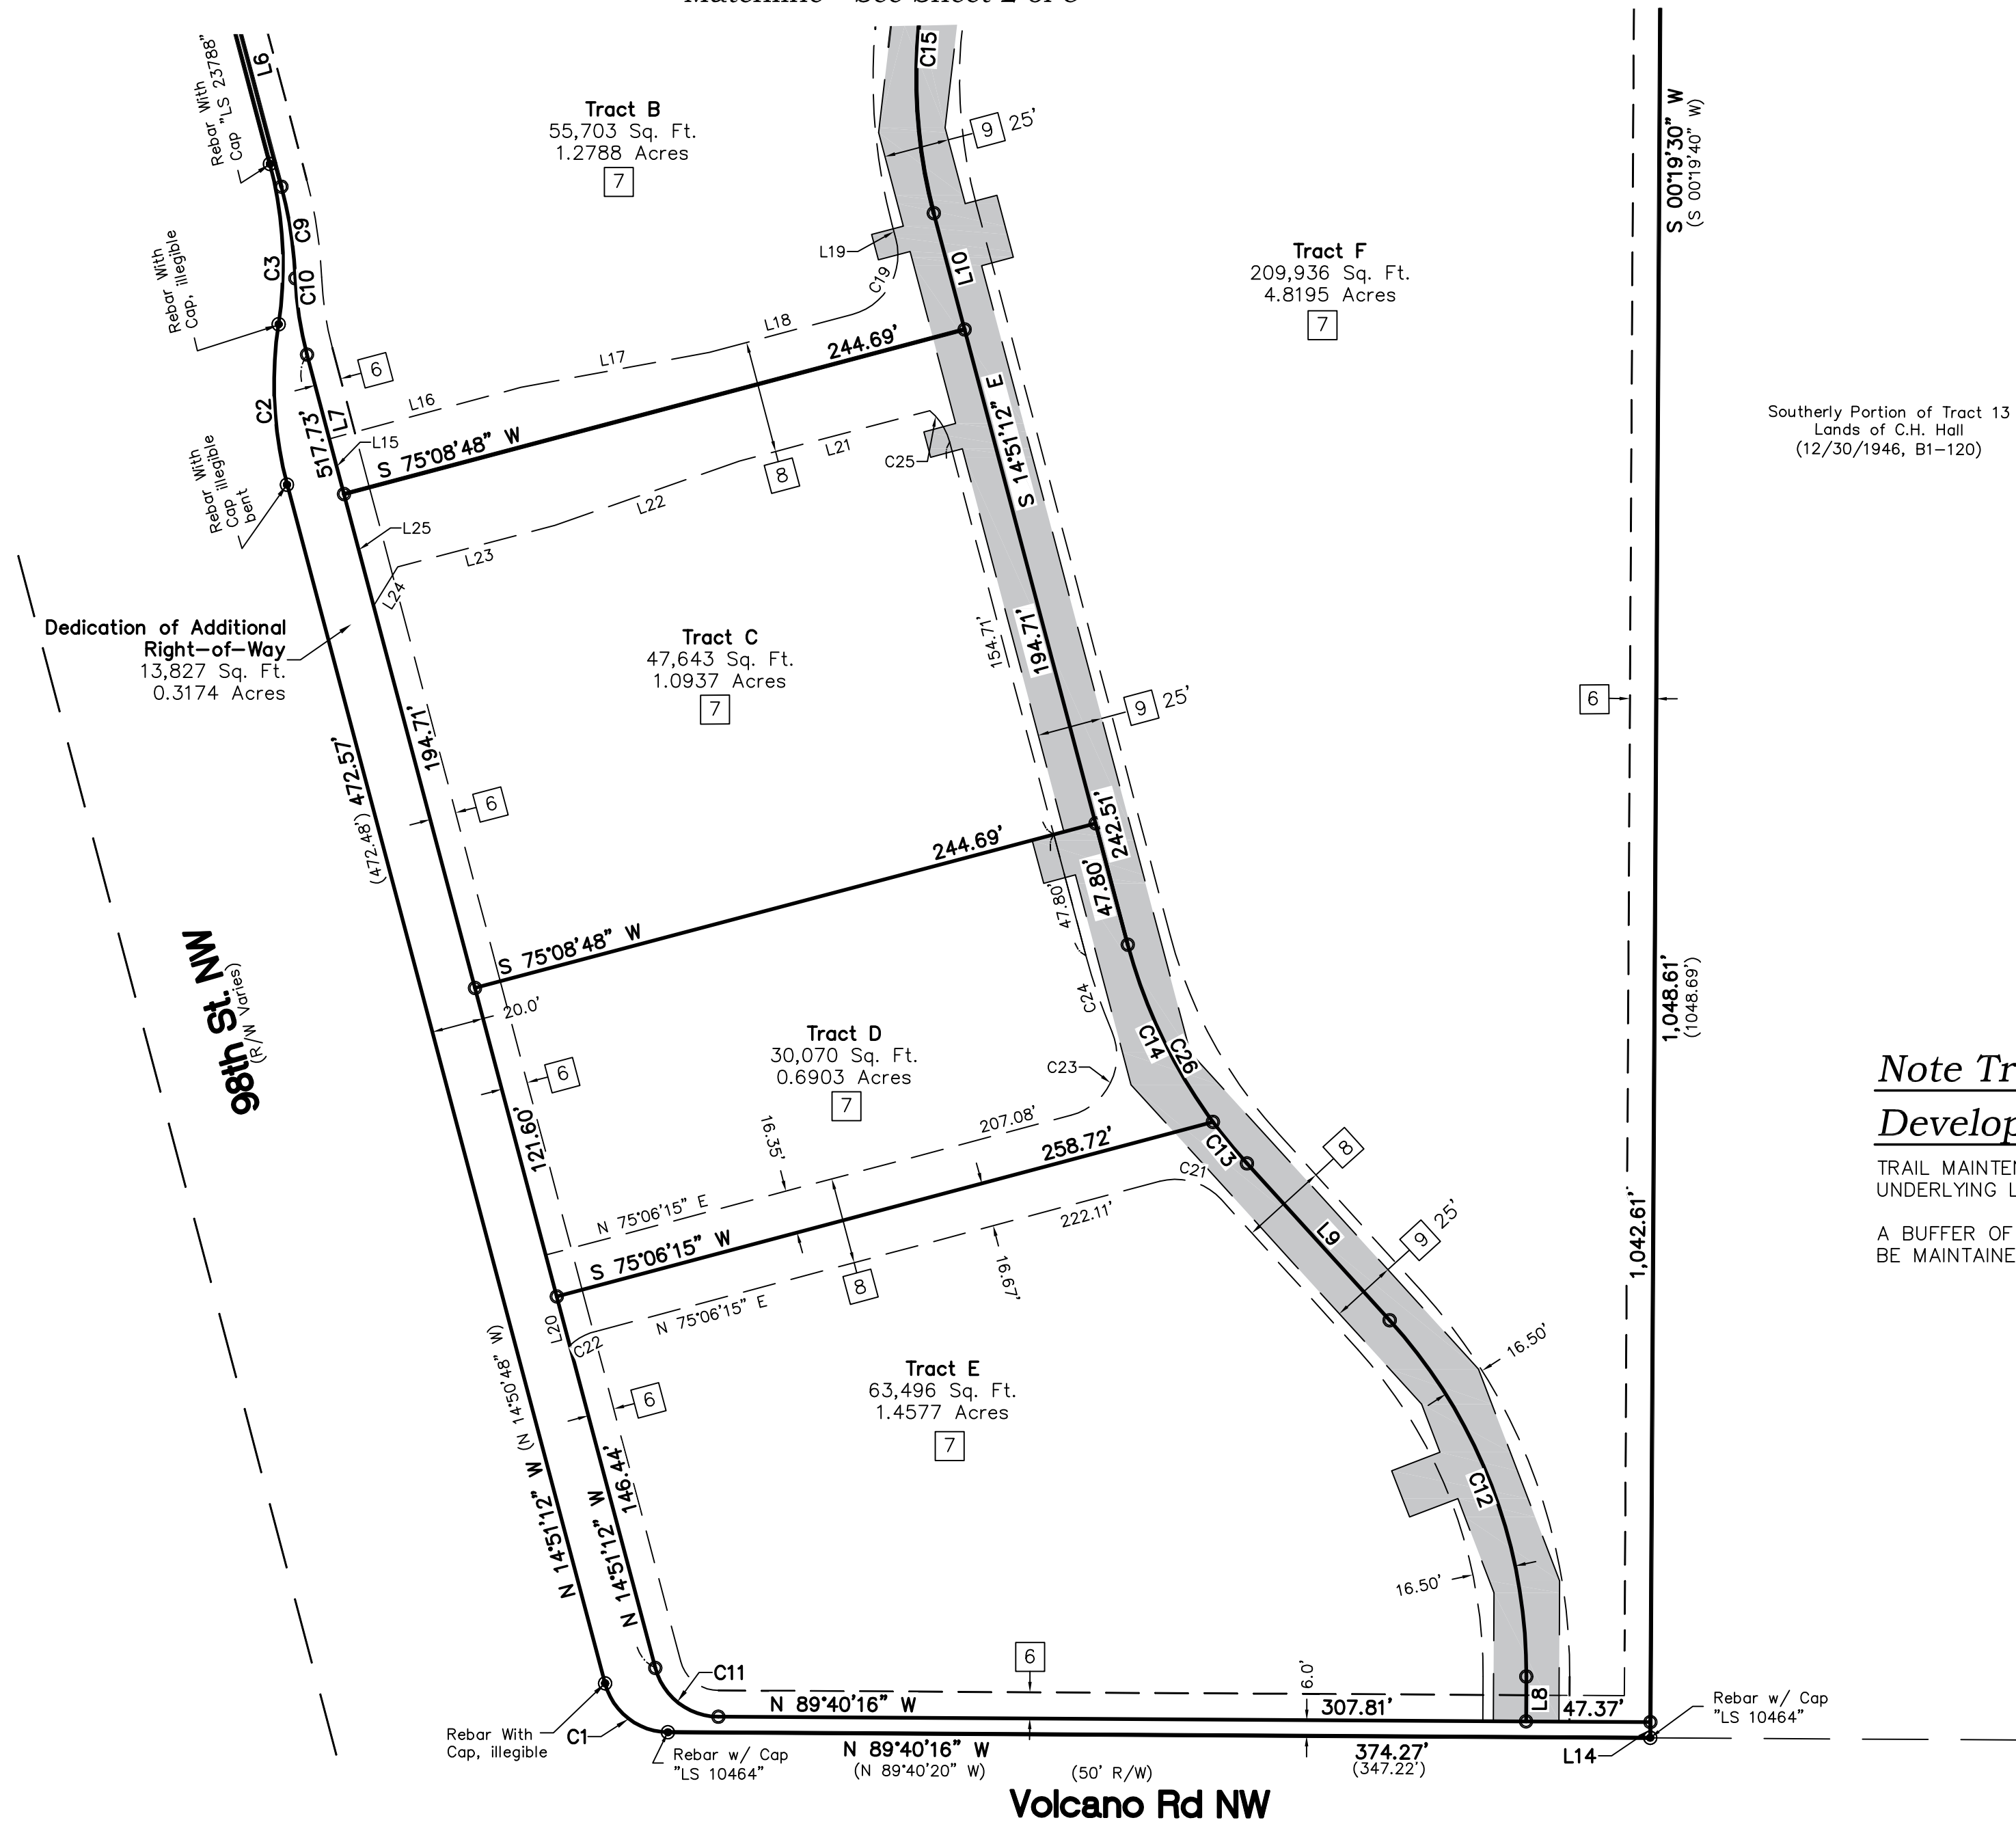 L6
Rebar With
Cap "LS 23788"
C15
Tract B
55,703 Sq. Ft.
1.2788 Acres
7
9 25'
S 00°19'30" W
(S 00°19'40" W)
C9
C3
C10
Rebar With
Cap, illegible
L19
C19
L10
Tract F
209,936 Sq. Ft.
4.8195 Acres
7
L18
L17
244.69'
6
L16
C2
517.73'
L7
L15
S 75°08'48" W
S 14°51'12" E
L21
C25
8
Southerly Portion of Tract 13
Lands of C.H. Hall
(12/30/1946, B1-120)
Rebar With
Cap illegible
bent
L22
L25
L23
L24
Dedication of Additional
Right-of-Way
13,827 Sq. Ft.
0.3174 Acres
Tract C
47,643 Sq. Ft.
1.0937 Acres
7
154.71'
194.71'
9 25'
6
194.71'
472.57'
(472.48')
6
244.69'
242.51'
47.80'
47.80'
S 75°08'48" W
98th St. NW
(R/W Varies)
20.0'
C24
Tract D
30,070 Sq. Ft.
0.6903 Acres
7
C14
C26
C23
1,048.61'
(1048.69')
6
121.60'
16.35'
207.08'
258.72'
C13
8
C21
N 75°06'15" E
S 75°06'15" W
222.11'
L9
9 25'
1,042.61'
8
16.97'
N 75°06'15" E
L20
C22
16.50'
Tract E
63,496 Sq. Ft.
1.4577 Acres
7
6
(N 14°50'48" W)
N 14°51'12" W
146.44'
N 14°51'12" W
C12
16.50'
6
6.0'
C11
N 89°40'16" W
307.81'
L8
47.37'
Rebar w/ Cap
"LS 10464"
Rebar With
Cap, illegible
C1
Rebar w/ Cap
"LS 10464"
N 89°40'16" W
(N 89°40'20" W)
(50' R/W)
374.27'
(347.22')
L14
Volcano Rd NW
TRAIL
UNDERLYING
A BUFFER OF